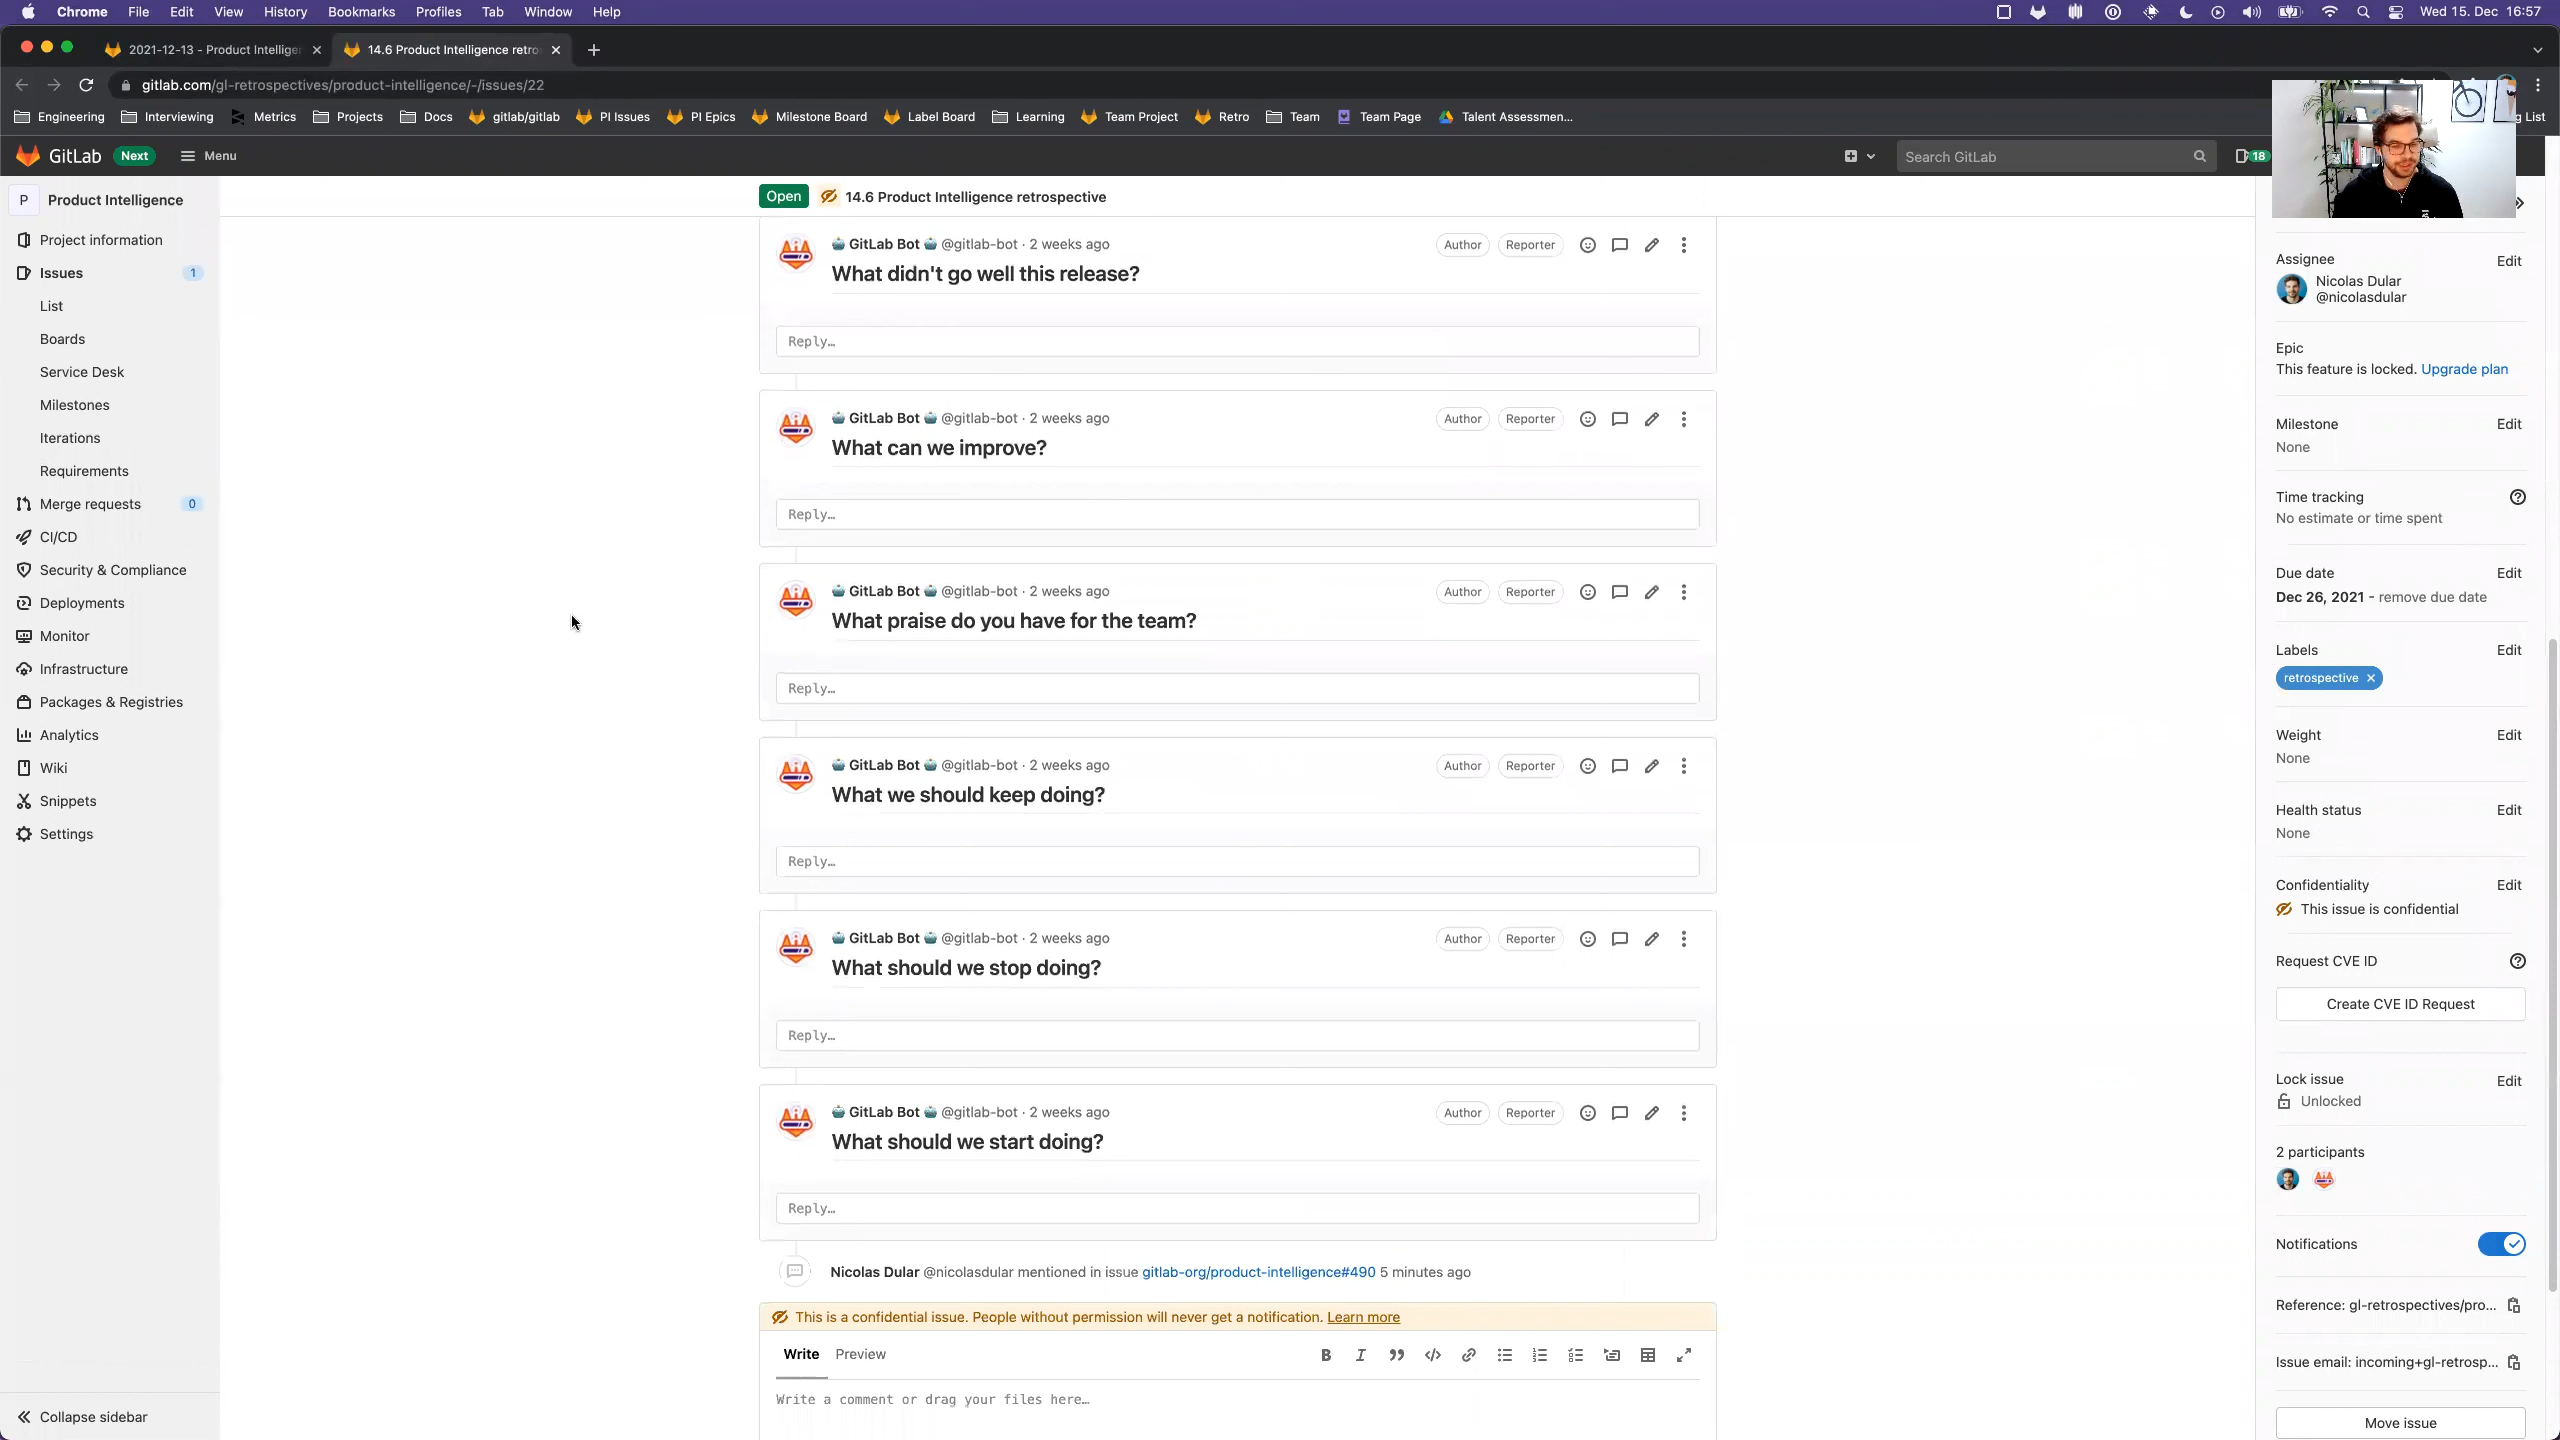 Chrome File Edit View History Bookmarks Profiles Tab Window Help Wed 15. Dec 16:57
2021-12-13 - Product Intelliger 14.6 Product Intelligence retro
gitlab.com/gl-retrospectives/product-intelligence/-/issues/22
Engineering Interviewing Metrics Projects Docs gitlab/gitlab PI Issues PI Epics Milestone Board Label Board Learning Team Project Retro Team Team Page Talent Assessmen... List
GitLab Next Menu Search GitLab 18
P Product Intelligence
Project information
Issues 1
List
Boards
Service Desk
Milestones
Iterations
Requirements
Merge requests 0
CI/CD
Security & Compliance
Deployments
Monitor
Infrastructure
Packages & Registries
Analytics
Wiki
Snippets
Settings
Collapse sidebar
Open 14.6 Product Intelligence retrospective
GitLab Bot @gitlab-bot · 2 weeks ago Author Reporter
What didn't go well this release?
Reply…
GitLab Bot @gitlab-bot · 2 weeks ago Author Reporter
What can we improve?
Reply…
GitLab Bot @gitlab-bot · 2 weeks ago Author Reporter
What praise do you have for the team?
Reply…
GitLab Bot @gitlab-bot · 2 weeks ago Author Reporter
What we should keep doing?
Reply…
GitLab Bot @gitlab-bot · 2 weeks ago Author Reporter
What should we stop doing?
Reply…
GitLab Bot @gitlab-bot · 2 weeks ago Author Reporter
What should we start doing?
Reply…
Nicolas Dular @nicolasdular mentioned in issue gitlab-org/product-intelligence#490 5 minutes ago
This is a confidential issue. People without permission will never get a notification. Learn more
Write Preview
Write a comment or drag your files here…
Assignee Edit
Nicolas Dular
@nicolasdular
Epic
This feature is locked. Upgrade plan
Milestone Edit
None
Time tracking
No estimate or time spent
Due date Edit
Dec 26, 2021 - remove due date
Labels Edit
retrospective
Weight Edit
None
Health status Edit
None
Confidentiality Edit
This issue is confidential
Request CVE ID
Create CVE ID Request
Lock issue Edit
Unlocked
2 participants
Notifications
Reference: gl-retrospectives/pro...
Issue email: incoming+gl-retrosp...
Move issue